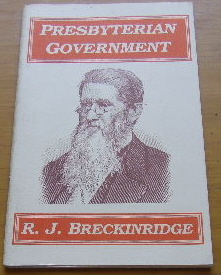 PRESBYTERIAN
GOVERNMENT
R. J. BRECKINRIDGE